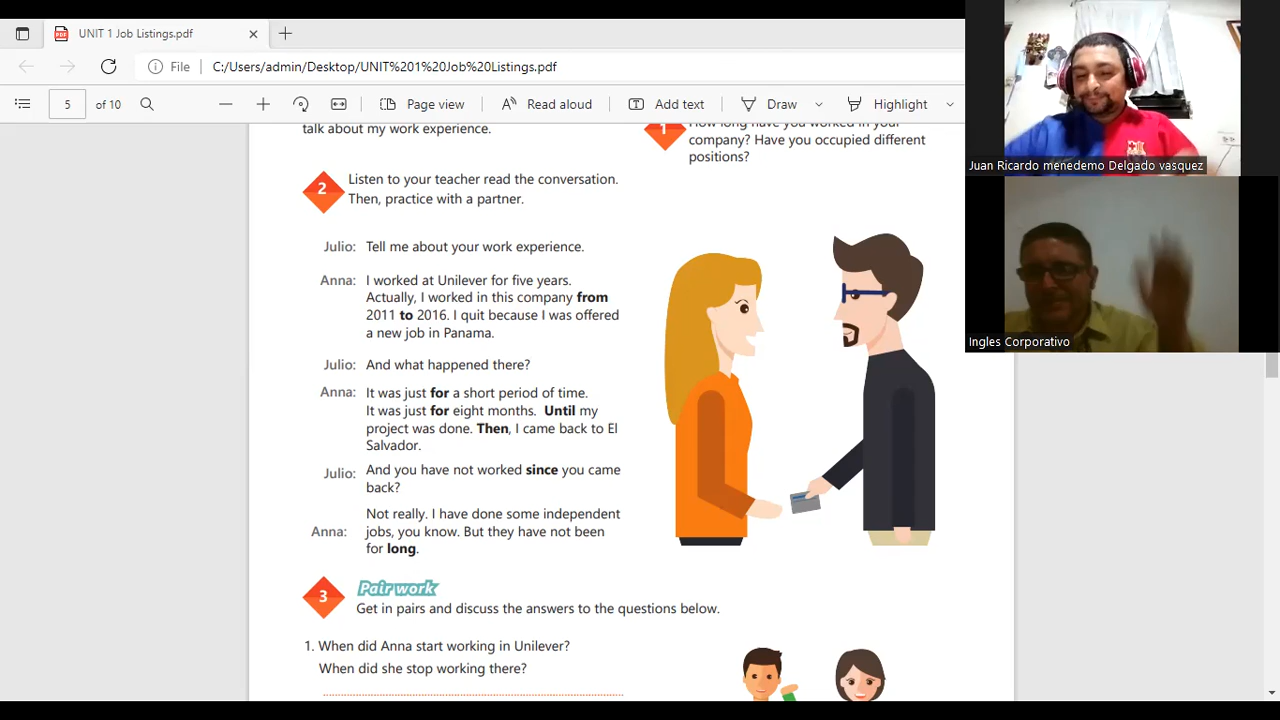 UNIT 1 Job Listings.pdf
File
C:/Users/admin/Desktop/UNIT%201%20Job%20Listings.pdf
5 of 10
Page view
Read aloud
Add text
Draw
Highlight
talk about my work experience.
1
How long have you worked in your
company? Have you occupied different
positions?
2
Listen to your teacher read the conversation.
Then, practice with a partner.
Julio: Tell me about your work experience.
Anna: I worked at Unilever for five years.
Actually, I worked in this company from
2011 to 2016. I quit because I was offered
a new job in Panama.
Julio: And what happened there?
Anna: It was just for a short period of time.
It was just for eight months. Until my
project was done. Then, I came back to El
Salvador.
Julio: And you have not worked since you came
back?
Not really. I have done some independent
Anna: jobs, you know. But they have not been
for long.
3
Pair work
Get in pairs and discuss the answers to the questions below.
1. When did Anna start working in Unilever?
When did she stop working there?
Juan Ricardo menedemo Delgado vasquez
Ingles Corporativo